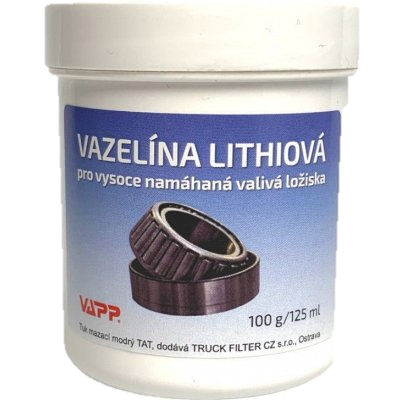 VAZELÍNA LITHIOVÁ
pro vysoce namáhaná valivá ložiska
VAPP®
100 g/125 ml
Tuk mazací modrý TAT, dodává TRUCK FILTER CZ s.r.o., Ostrava